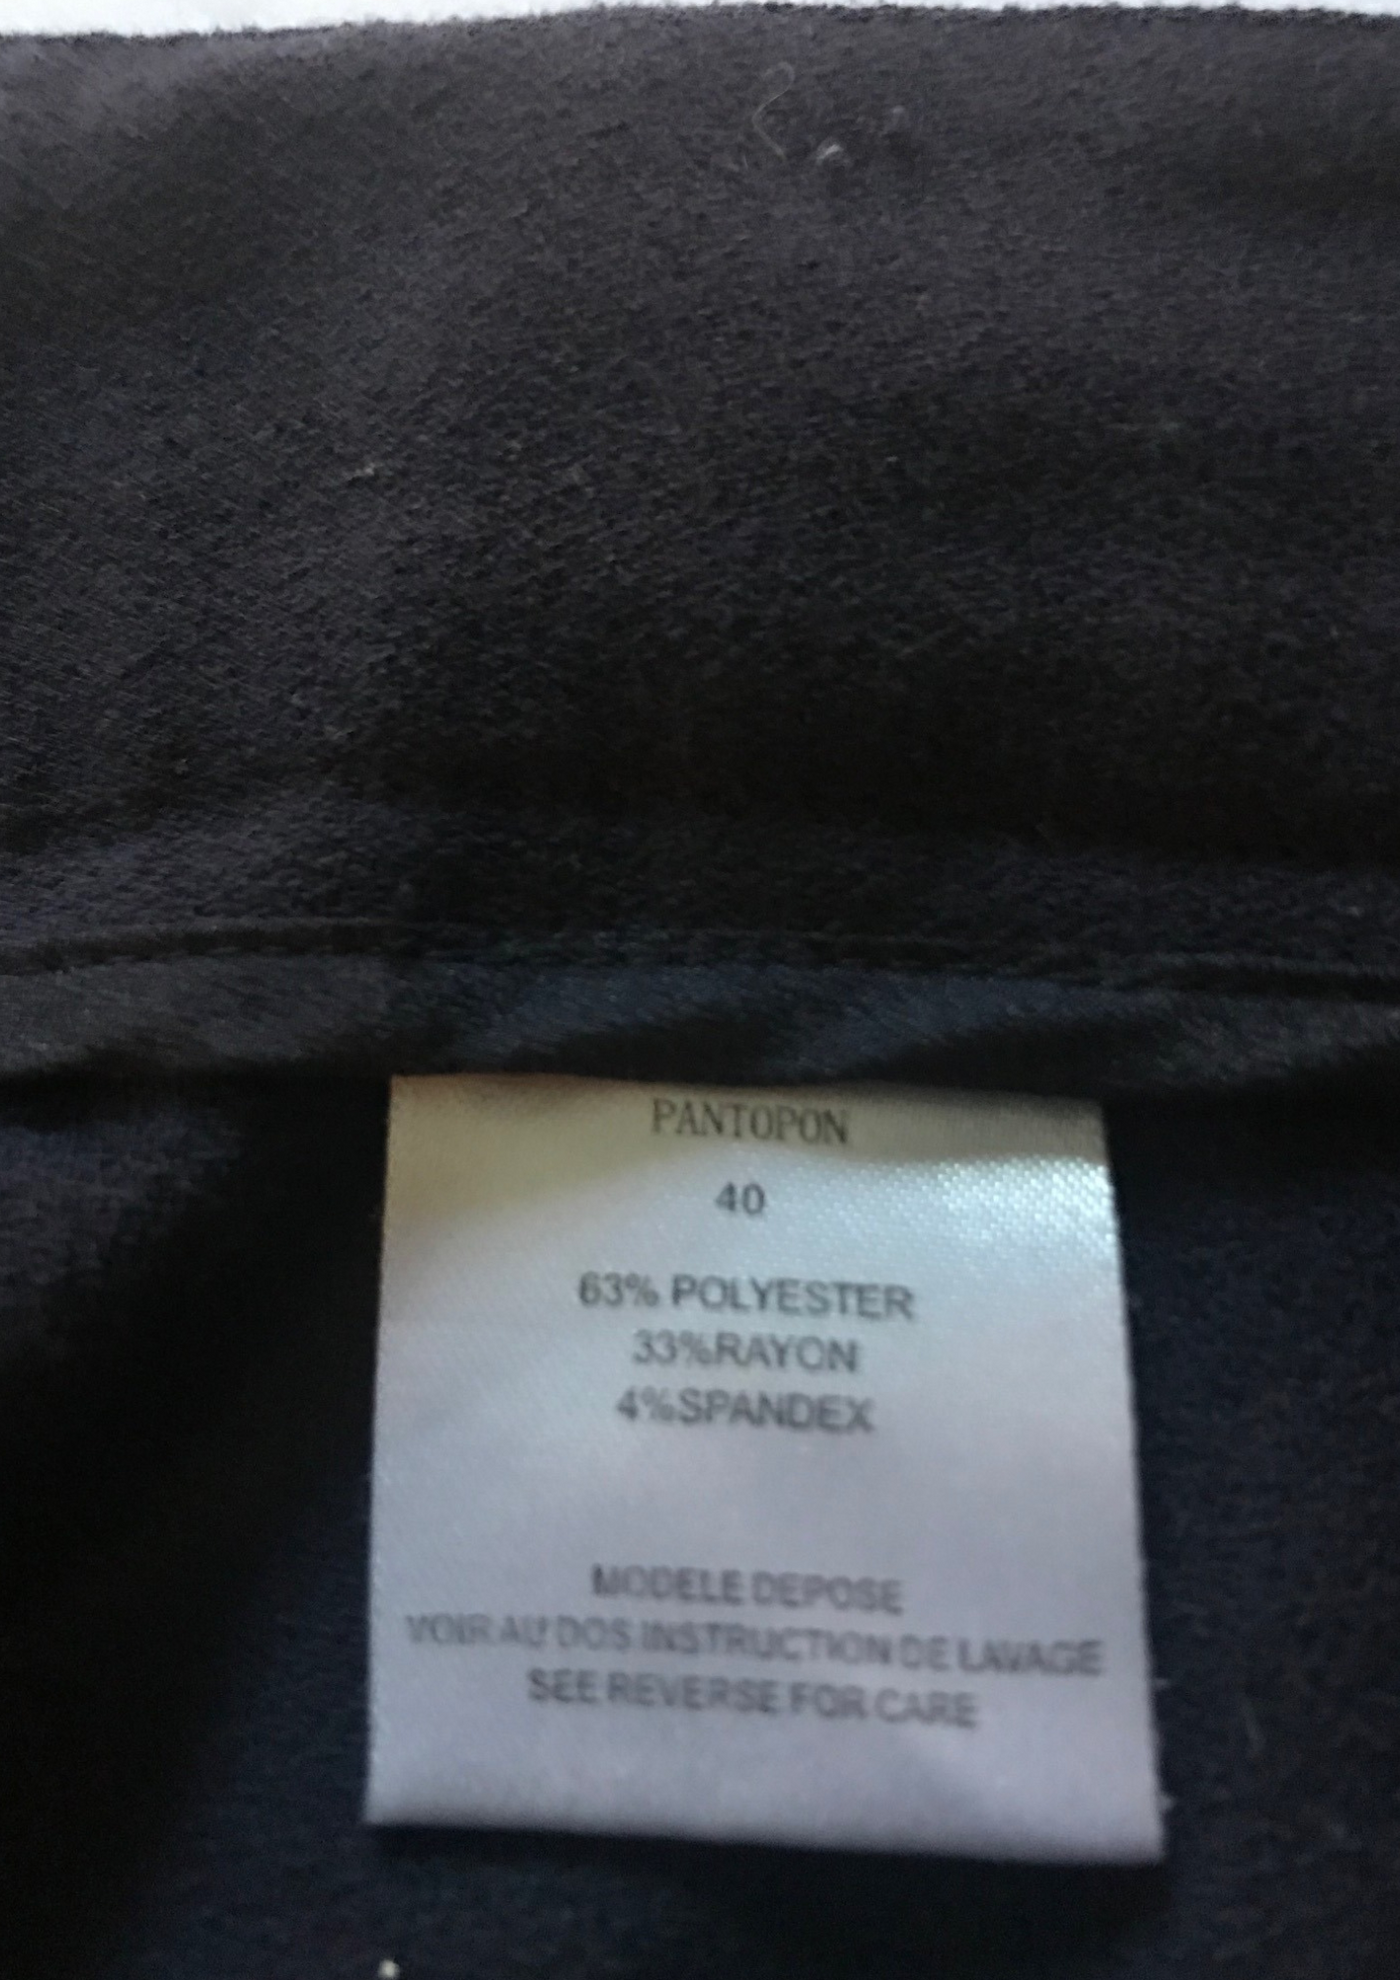 PANTOPON
40
63% POLYESTER
33%RAYON
4%SPANDEX
MODELE DEPOSE
VOIR AU DOS INSTRUCTION DE LAVAGE
SEE REVERSE FOR CARE